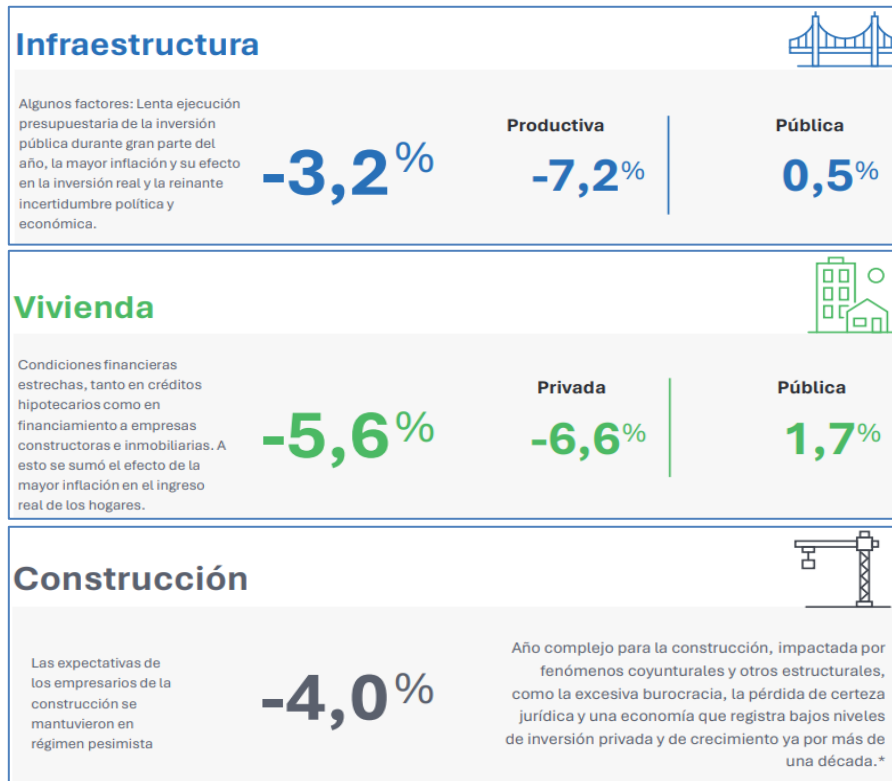 Infraestructura
Algunos factores: Lenta ejecución
presupuestaria de la inversión
pública durante gran parte del
año, la mayor inflación y su efecto
en la inversión real y la reinante
incertidumbre política y
económica.
-3,2%
Productiva
-7,2%
Pública
0,5%
Vivienda
Condiciones financieras
estrechas, tanto en créditos
hipotecarios como en
financiamiento a empresas
constructoras e inmobiliarias. A
esto se sumó el efecto de la
mayor inflación en el ingreso
real de los hogares.
-5,6%
Privada
-6,6%
Pública
1,7%
Construcción
Las expectativas de
los empresarios de la
construcción se
mantuvieron en
régimen pesimista
-4,0%
Año complejo para la construcción, impactada por
fenómenos coyunturales y otros estructurales,
como la excesiva burocracia, la pérdida de certeza
jurídica y una economía que registra bajos niveles
de inversión privada y de crecimiento ya por más de
una década.*